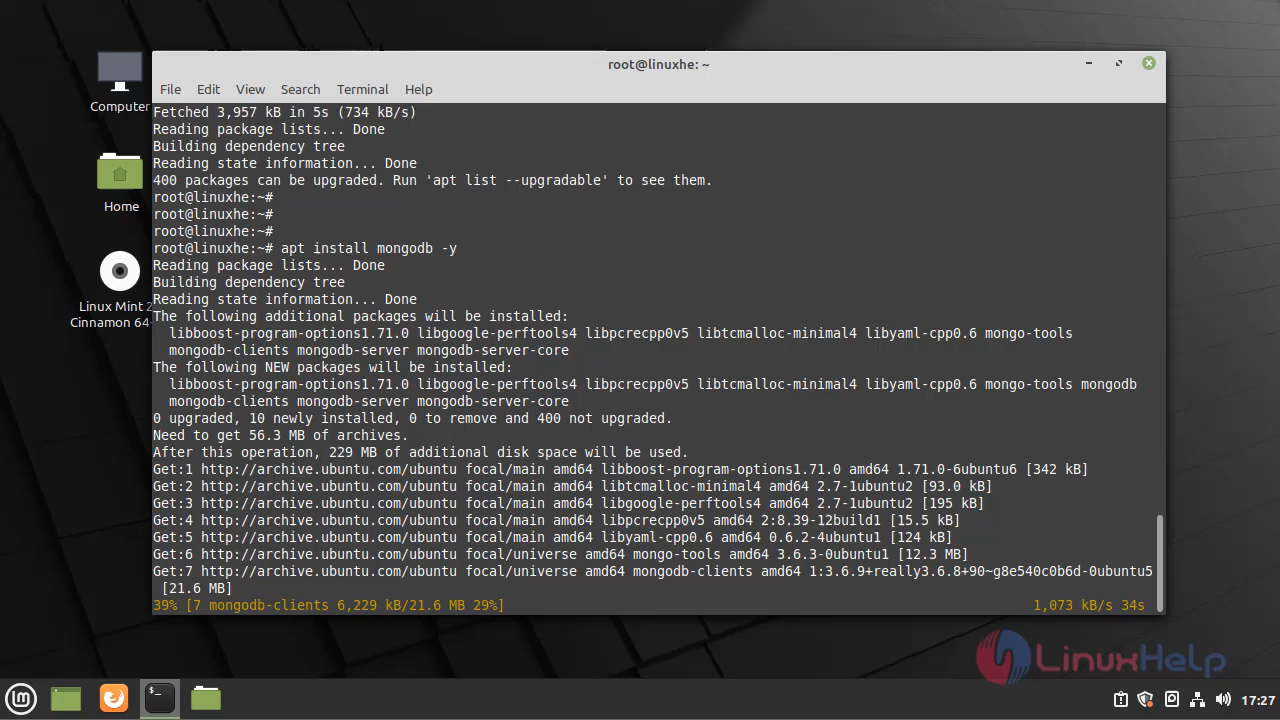 root@linuxhe: ~
File Edit View Search Terminal Help
Computer
Home
Linux Mint 2
Cinnamon 64-
Fetched 3,957 kB in 5s (734 kB/s)
Reading package lists... Done
Building dependency tree
Reading state information... Done
400 packages can be upgraded. Run 'apt list --upgradable' to see them.
root@linuxhe:~#
root@linuxhe:~#
root@linuxhe:~#
root@linuxhe:~# apt install mongodb -y
Reading package lists... Done
Building dependency tree
Reading state information... Done
The following additional packages will be installed:
  libboost-program-options1.71.0 libgoogle-perftools4 libpcrecpp0v5 libtcmalloc-minimal4 libyaml-cpp0.6 mongo-tools
  mongodb-clients mongodb-server mongodb-server-core
The following NEW packages will be installed:
  libboost-program-options1.71.0 libgoogle-perftools4 libpcrecpp0v5 libtcmalloc-minimal4 libyaml-cpp0.6 mongo-tools mongodb
  mongodb-clients mongodb-server mongodb-server-core
0 upgraded, 10 newly installed, 0 to remove and 400 not upgraded.
Need to get 56.3 MB of archives.
After this operation, 229 MB of additional disk space will be used.
Get:1 http://archive.ubuntu.com/ubuntu focal/main amd64 libboost-program-options1.71.0 amd64 1.71.0-6ubuntu6 [342 kB]
Get:2 http://archive.ubuntu.com/ubuntu focal/main amd64 libtcmalloc-minimal4 amd64 2.7-1ubuntu2 [93.0 kB]
Get:3 http://archive.ubuntu.com/ubuntu focal/main amd64 libgoogle-perftools4 amd64 2.7-1ubuntu2 [195 kB]
Get:4 http://archive.ubuntu.com/ubuntu focal/main amd64 libpcrecpp0v5 amd64 2:8.39-12build1 [15.5 kB]
Get:5 http://archive.ubuntu.com/ubuntu focal/main amd64 libyaml-cpp0.6 amd64 0.6.2-4ubuntu1 [124 kB]
Get:6 http://archive.ubuntu.com/ubuntu focal/universe amd64 mongo-tools amd64 3.6.3-0ubuntu1 [12.3 MB]
Get:7 http://archive.ubuntu.com/ubuntu focal/universe amd64 mongodb-clients amd64 1:3.6.9+really3.6.8+90~g8e540c0b6d-0ubuntu5
 [21.6 MB]
39% [7 mongodb-clients 6,229 kB/21.6 MB 29%] 1,073 kB/s 34s
LinuxHelp
17:27